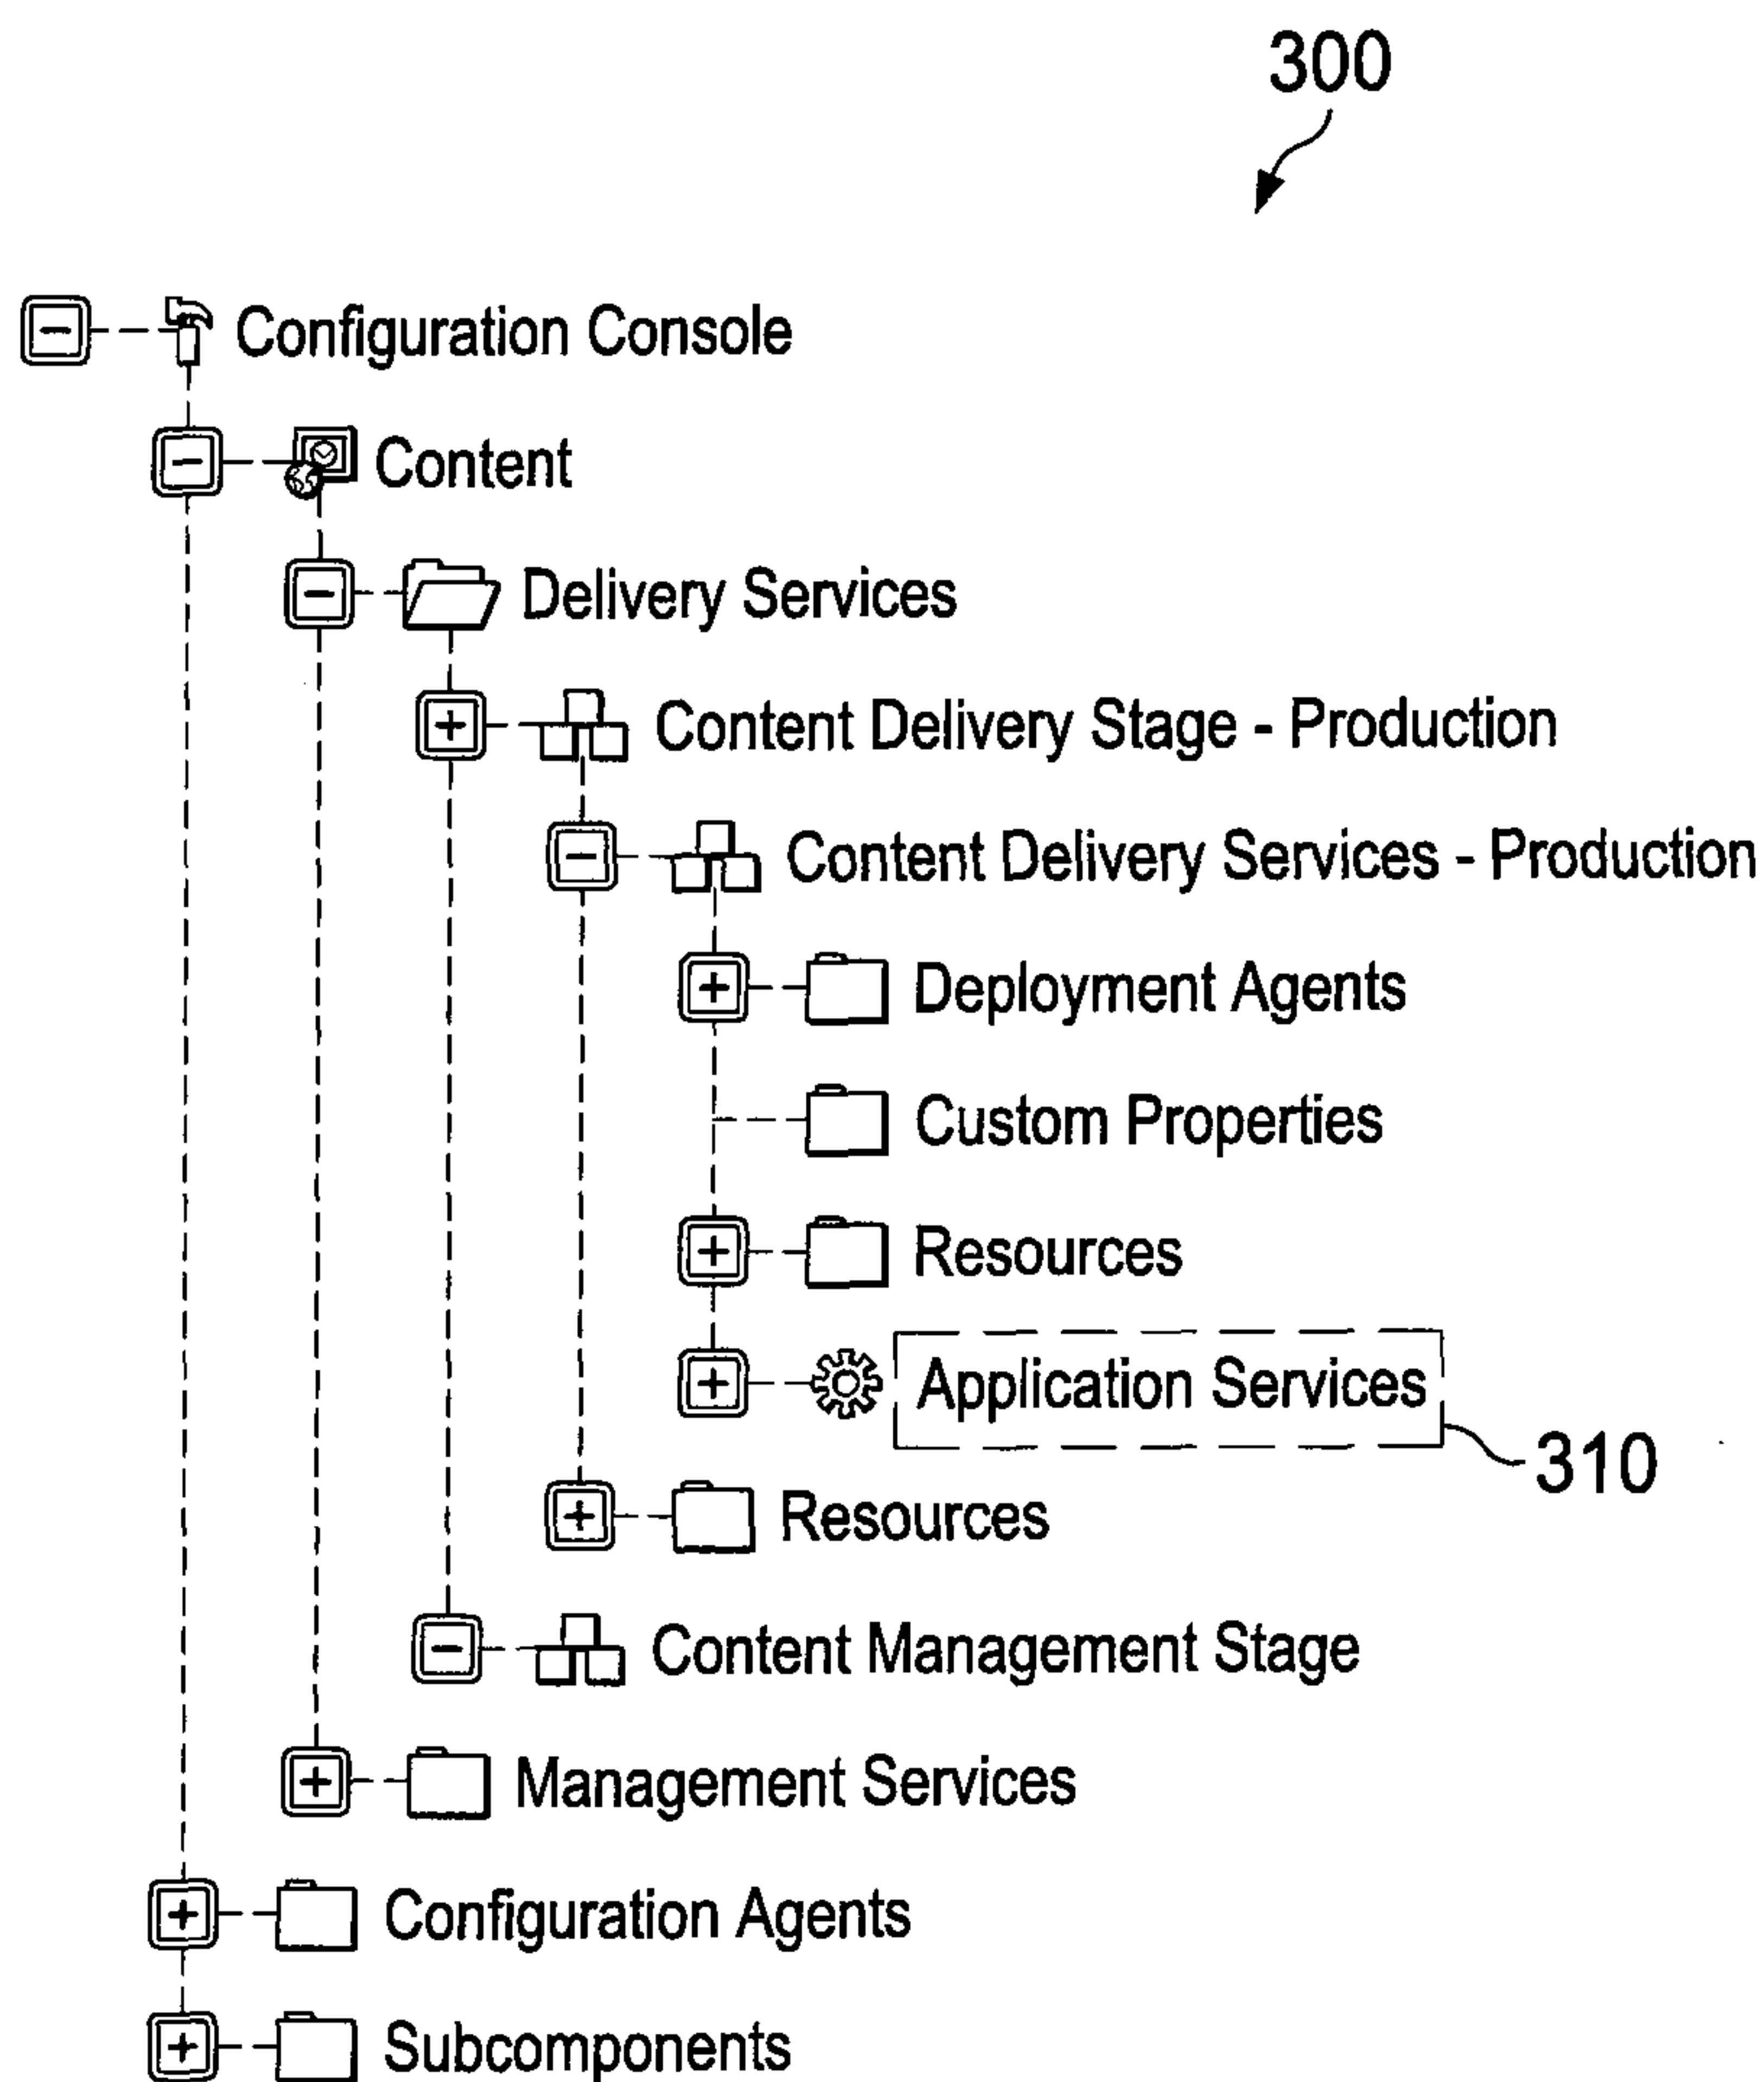 300
Configuration Console
Content
Delivery Services
Content Delivery Stage - Production
Content Delivery Services - Production
Deployment Agents
Custom Properties
Resources
Application Services
310
Resources
Content Management Stage
Management Services
Configuration Agents
Subcomponents